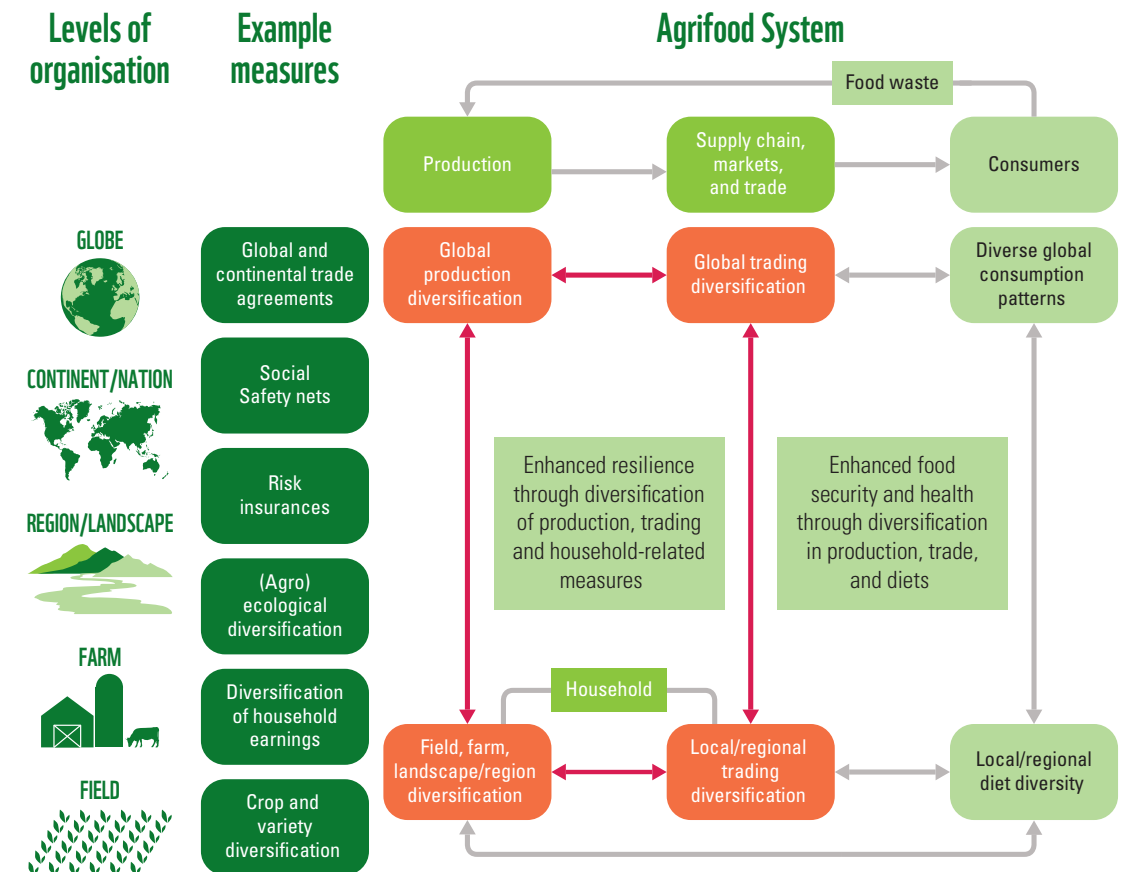 Levels of
organisation
Example
measures
Agrifood System
Food waste
Production
Supply chain,
markets,
and trade
Consumers
GLOBE
Global and
continental trade
agreements
Global
production
diversification
Global trading
diversification
Diverse global
consumption
patterns
CONTINENT/NATION
Social
Safety nets
Risk
insurances
Enhanced resilience
through diversification
of production, trading
and household-related
measures
Enhanced food
security and health
through diversification
in production, trade,
and diets
REGION/LANDSCAPE
(Agro)
ecological
diversification
FARM
Diversification
of household
earnings
Household
Field, farm,
landscape/region
diversification
Local/regional
trading
diversification
Local/regional
diet diversity
FIELD
Crop and
variety
diversification